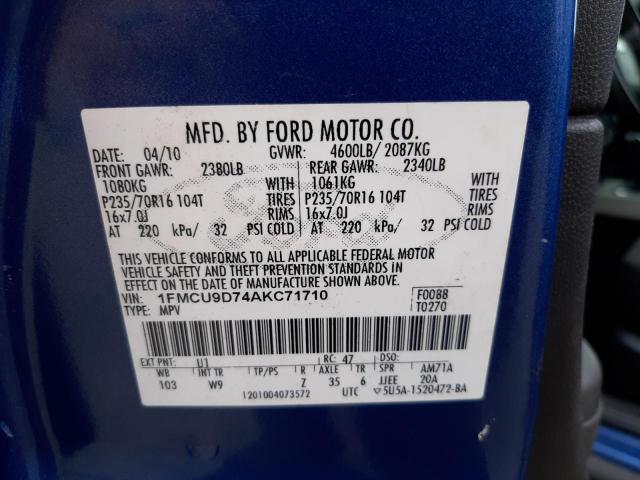 MFD. BY FORD MOTOR CO.
DATE: 04/10 GVWR: 4600LB/2087KG
FRONT GAWR: 2380LB REAR GAWR: 2340LB
1080KG WITH 1061KG WITH
P235/70R16 104T TIRES P235/70R16 104T TIRES
16x7.0J RIMS 16x7.0J RIMS
AT 220 kPa/ 32 PSI COLD AT 220 kPa/ 32 PSI COLD
THIS VEHICLE CONFORMS TO ALL APPLICABLE FEDERAL MOTOR
VEHICLE SAFETY AND THEFT PREVENTION STANDARDS IN
EFFECT ON THE DATE OF MANUFACTURE SHOWN ABOVE.
VIN: 1FMCU9D74AKC71710 F0088
TYPE: MPV T0270
EXT PNT: U1 RC: 47 DSO:
WB INT TR TP/PS R AXLE TR SPR AM71A
103 W9 Z 35 6 JJEE 20A
1201004073572 UTC ▽5U5A-1520472-BA
Ford